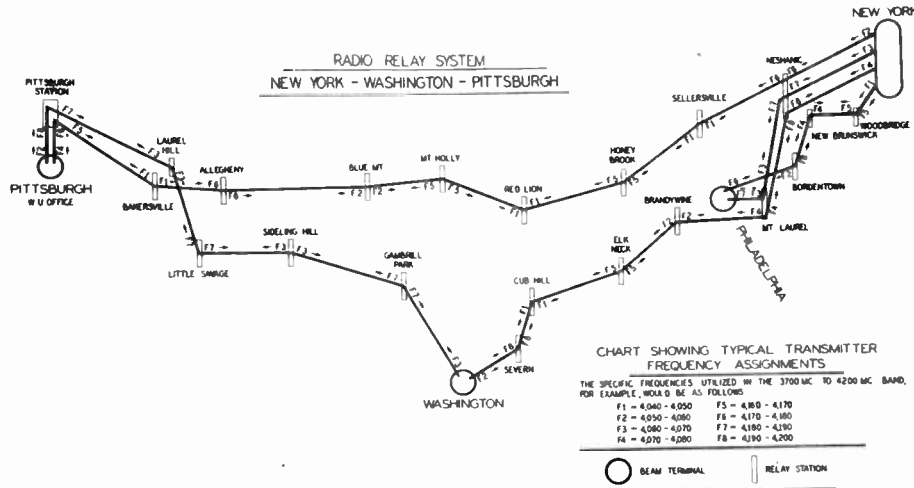 RADIO RELAY SYSTEM
NEW YORK - WASHINGTON - PITTSBURGH
NEW YORK
NESHANIC
SELLERSVILLE
WOODBRIDGE
NEW BRUNSWICK
PITTSBURGH
STATION
LAUREL
HILL
ALLEGHENY
BLUE MT
MT HOLLY
HONEY
BROOK
BORDENTOWN
PITTSBURGH
W U OFFICE
BAKERSVILLE
RED LION
BRANDYWINE
MT LAUREL
PHILADELPHIA
SIDELING HILL
GAMBRILL
PARK
ELK
NECK
LITTLE SAVAGE
CUB HILL
SEVERN
WASHINGTON
CHART SHOWING TYPICAL TRANSMITTER
FREQUENCY ASSIGNMENTS
THE SPECIFIC FREQUENCIES UTILIZED IN THE 3700 MC TO 4200 MC BAND,
FOR EXAMPLE, WOULD BE AS FOLLOWS
F1 = 4,040 - 4,050 F5 = 4,160 - 4,170
F2 = 4,050 - 4,060 F6 = 4,170 - 4,180
F3 = 4,060 - 4,070 F7 = 4,180 - 4,190
F4 = 4,070 - 4,080 F8 = 4,190 - 4,200
BEAM TERMINAL RELAY STATION